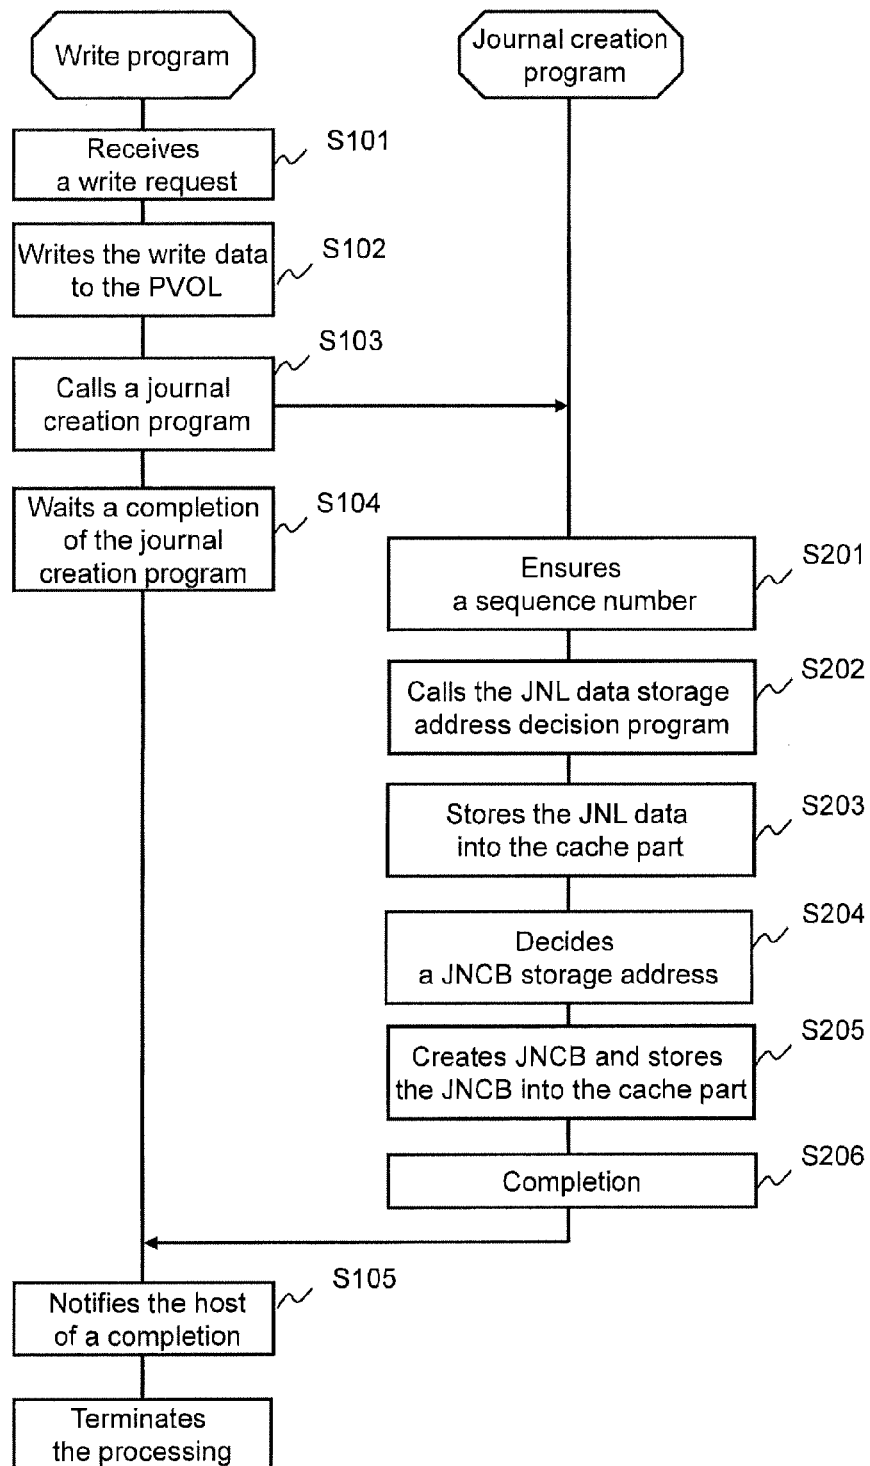 Write program
Journal creation
program
Receives
a write request
S101
Writes the write data
to the PVOL
S102
Calls a journal
creation program
S103
Waits a completion
of the journal
creation program
S104
Ensures
a sequence number
S201
Calls the JNL data storage
address decision program
S202
Stores the JNL data
into the cache part
S203
Decides
a JNCB storage address
S204
Creates JNCB and stores
the JNCB into the cache part
S205
Completion
S206
Notifies the host
of a completion
S105
Terminates
the processing